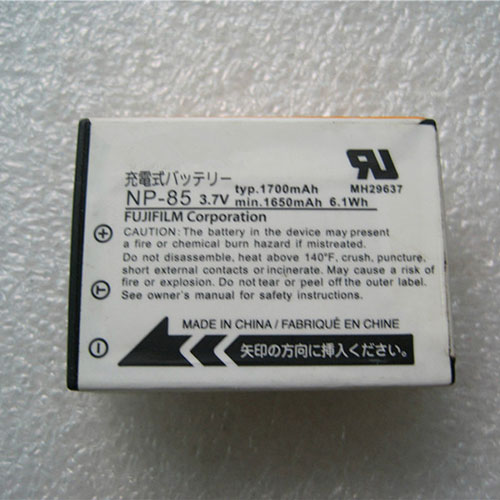 充電式バッテリー
NP-85 3.7V typ.1700mAh
min.1650mAh 6.1Wh
RU
MH29637
FUJIFILM Corporation
CAUTION: The battery used in this device may present
a fire or chemical burn hazard if mistreated.
Do not disassemble, heat above 140°F, crush, puncture,
short external contacts or incinerate. May cause a risk of fire
or explosion. Do not peel off the outer label.
See owner's manual for safety instructions.
+
T
−
MADE IN CHINA / FABRIQUÉ EN CHINE
矢印の方向に挿入ください。